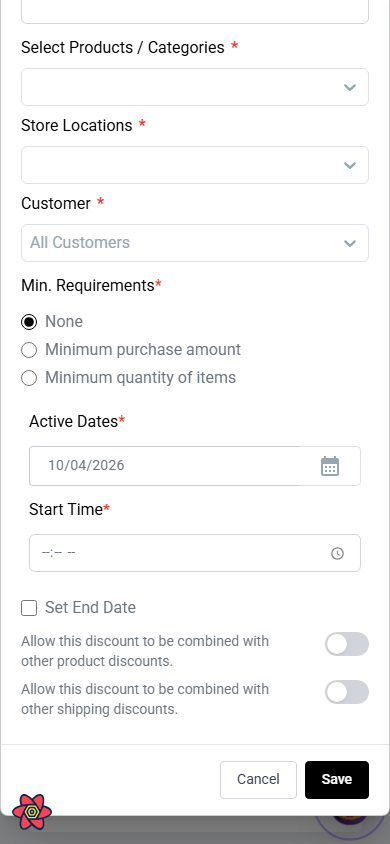 Select Products / Categories *
Store Locations *
Customer *
All Customers
Min. Requirements*
None
Minimum purchase amount
Minimum quantity of items
Active Dates*
10/04/2026
Start Time*
--:-- --
Set End Date
Allow this discount to be combined with
other product discounts.
Allow this discount to be combined with
other shipping discounts.
Cancel
Save